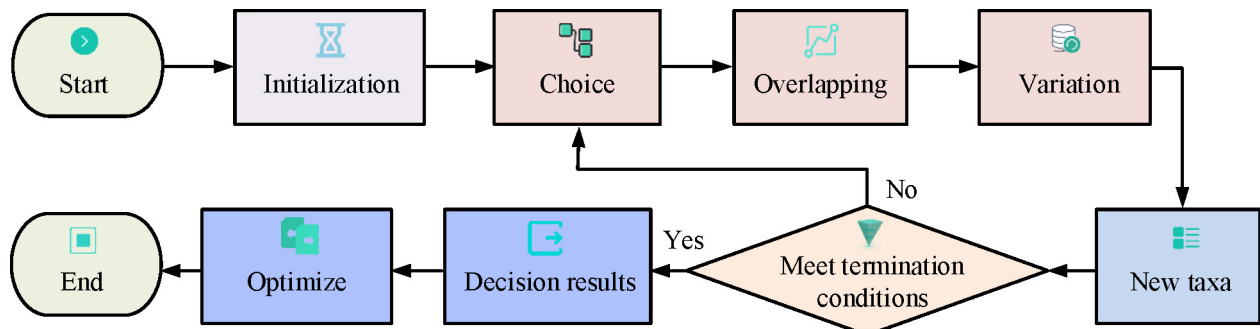 Start
Initialization
Choice
Overlapping
Variation
No
Yes
End
Optimize
Decision results
Meet termination
conditions
New taxa